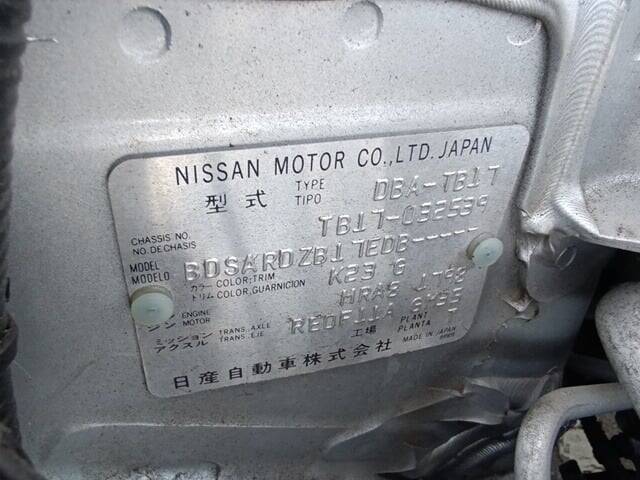 NISSAN MOTOR CO.,LTD. JAPAN
型式 TYPE TIPO DBA-TB17
CHASSIS NO. NO.DECHASIS TB17-032539
MODEL MODELO BDSARDZB17EDB-----
カラー COLOR;TRIM トリム COLOR,GUARNICION K23 G
エンジン ENGINE MOTOR HRA2 1798
ミッション TRANS. AXLE アクスル TRANS. EJE RE0F11A
工場 PLANT PLANTA T
MADE IN JAPAN
日産自動車株式会社